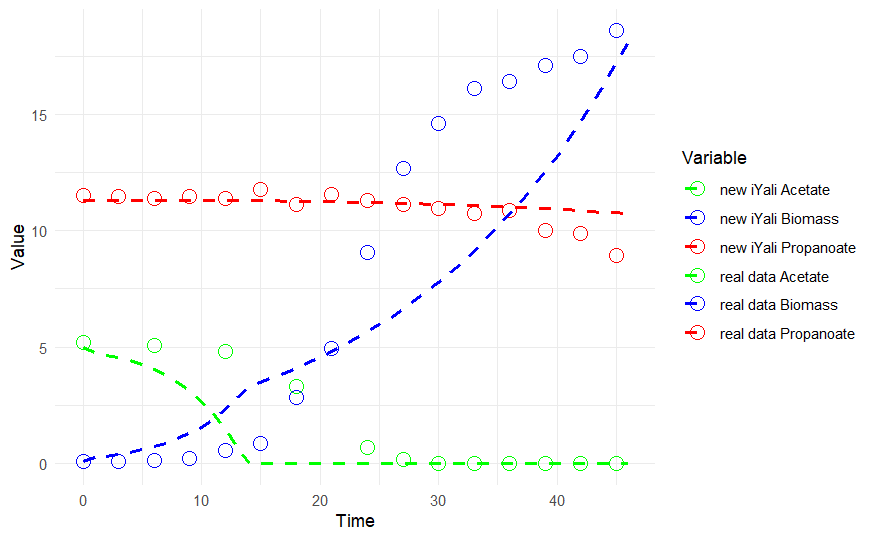 15
10
5
0
Value
0
10
20
30
40
Time
Variable
new iYali Acetate
new iYali Biomass
new iYali Propanoate
real data Acetate
real data Biomass
real data Propanoate